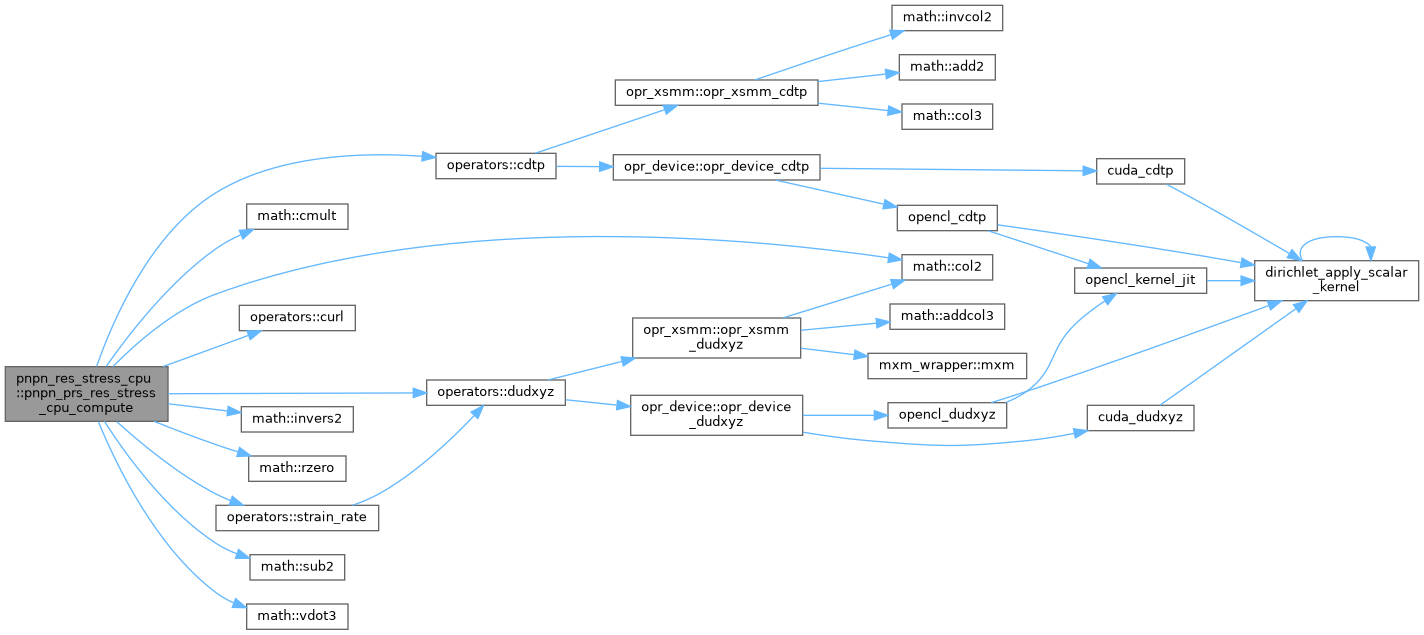 math::invcol2
math::add2
opr_xsmm::opr_xsmm_cdtp
math::col3
operators::cdtp
opr_device::opr_device_cdtp
cuda_cdtp
math::cmult
opencl_cdtp
math::col2
opencl_kernel_jit
dirichlet_apply_scalar
_kernel
operators::curl
opr_xsmm::opr_xsmm
_dudxyz
math::addcol3
mxm_wrapper::mxm
pnpn_res_stress_cpu
::pnpn_prs_res_stress
_cpu_compute
operators::dudxyz
math::invers2
opr_device::opr_device
_dudxyz
opencl_dudxyz
cuda_dudxyz
math::rzero
operators::strain_rate
math::sub2
math::vdot3